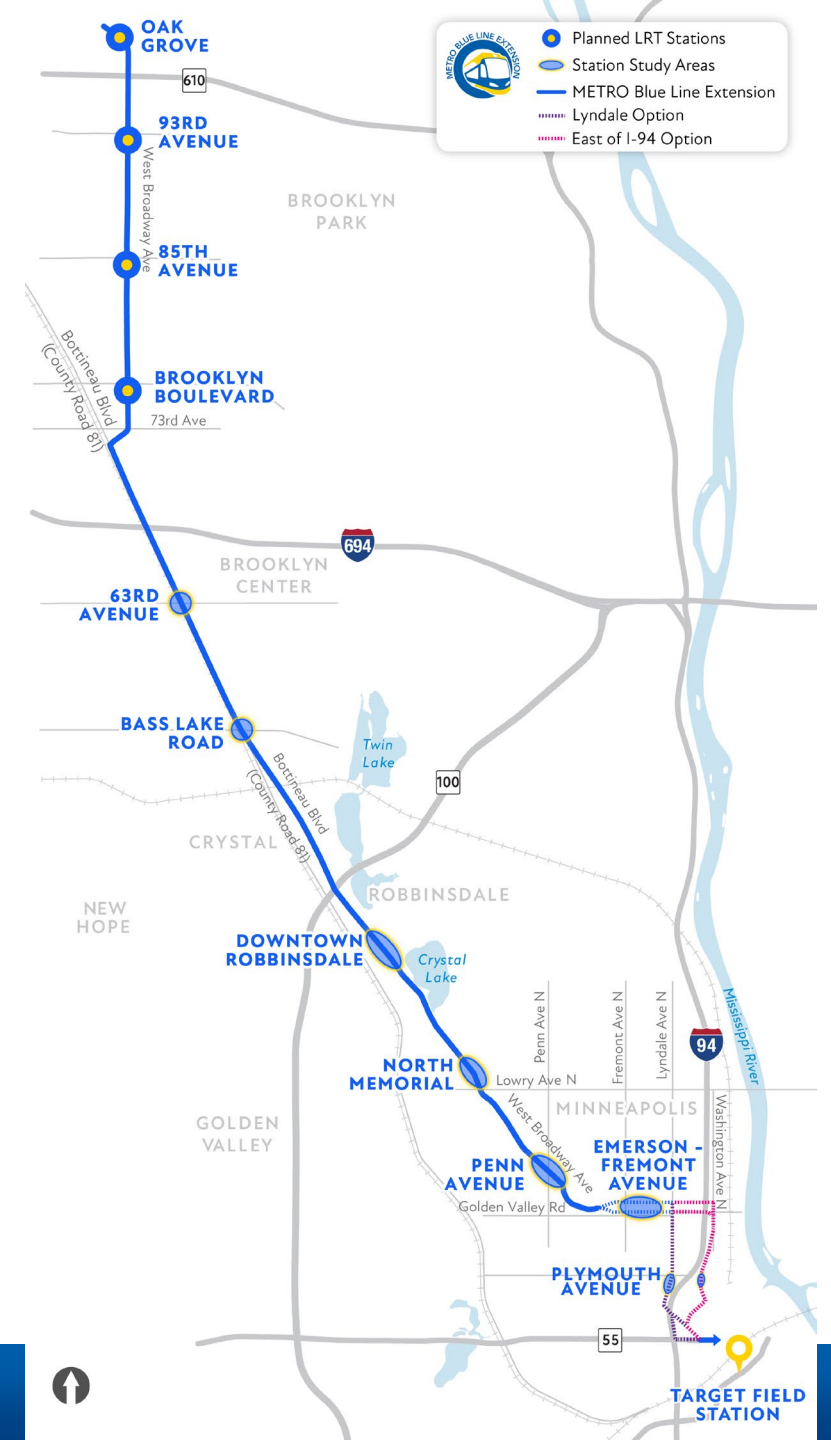 OAK
GROVE
METRO BLUE LINE EXTENSION
Planned LRT Stations
Station Study Areas
METRO Blue Line Extension
Lyndale Option
East of I-94 Option
610
93RD
AVENUE
West Broadway Ave
BROOKLYN
PARK
85TH
AVENUE
Bottineau Blvd
(County Road 81)
BROOKLYN
BOULEVARD
73rd Ave
694
BROOKLYN
CENTER
63RD
AVENUE
BASS LAKE
ROAD
Twin
Lake
Bottineau Blvd
(County Road 81)
100
CRYSTAL
ROBBINSDALE
NEW
HOPE
DOWNTOWN
ROBBINSDALE
Crystal
Lake
Penn Ave N
Fremont Ave N
Lyndale Ave N
94
Mississippi River
NORTH
MEMORIAL
Lowry Ave N
West Broadway Ave
MINNEAPOLIS
Washington Ave N
GOLDEN
VALLEY
EMERSON -
FREMONT
AVENUE
PENN
AVENUE
Golden Valley Rd
PLYMOUTH
AVENUE
55
TARGET FIELD
STATION